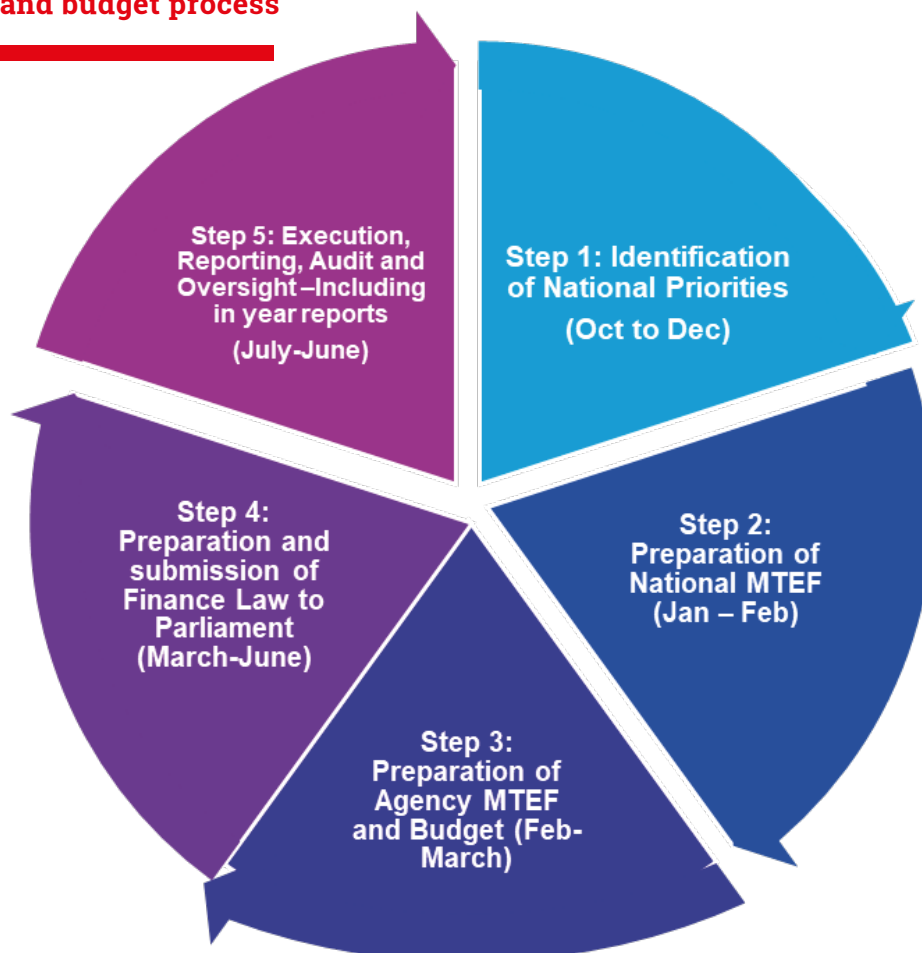 and budget process
Step 1: Identification
of National Priorities
(Oct to Dec)
Step 2:
Preparation of
National MTEF
(Jan – Feb)
Step 3:
Preparation of
Agency MTEF
and Budget (Feb-
March)
Step 4:
Preparation and
submission of
Finance Law to
Parliament
(March-June)
Step 5: Execution,
Reporting, Audit and
Oversight –Including
in year reports
(July-June)